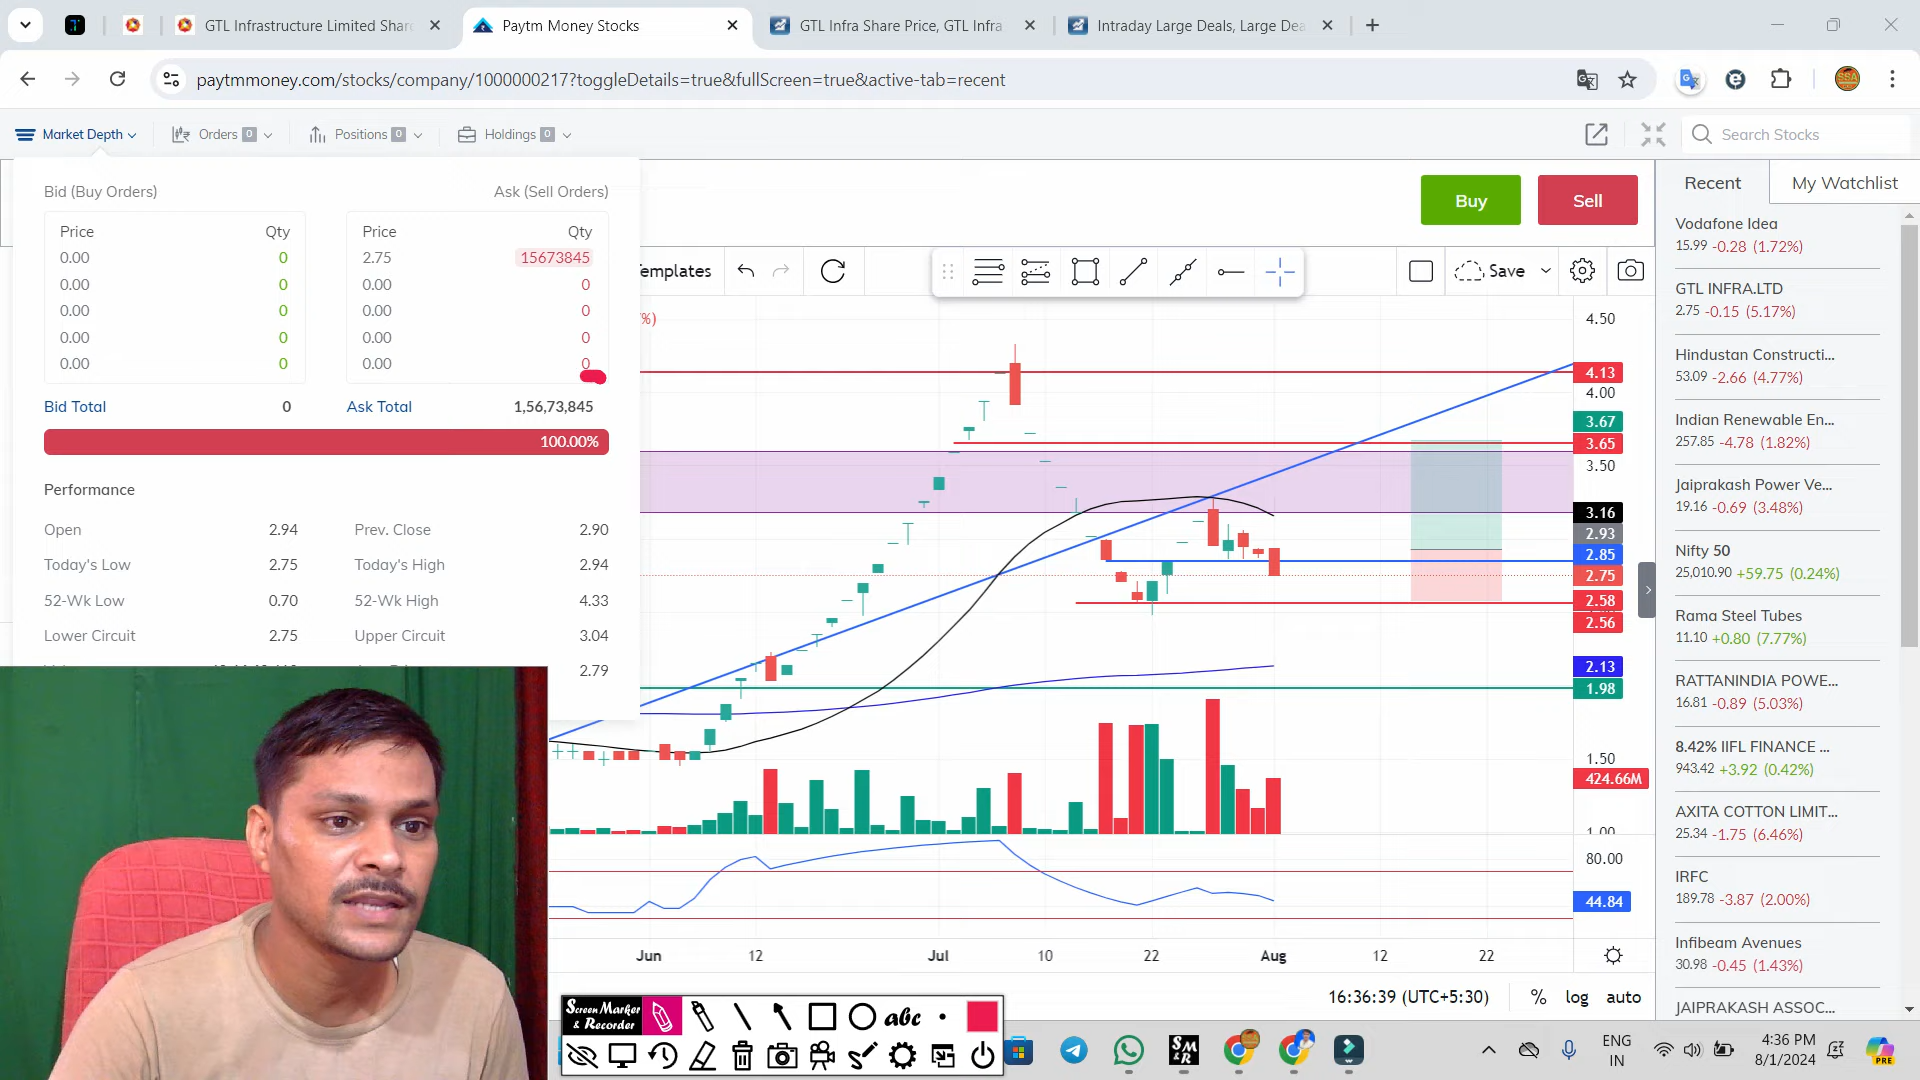 GTL Infrastructure Limited Shar
Paytm Money Stocks
GTL Infra Share Price, GTL Infra
Intraday Large Deals, Large Dea
paytmmoney.com/stocks/company/1000000217?toggleDetails=true&fullScreen=true&active-tab=recent
Market Depth
Orders 0
Positions 0
Holdings 0
Search Stocks
Bid (Buy Orders)
Ask (Sell Orders)
Price Qty Price Qty
0.00 0 2.75 15673845
0.00 0 0.00 0
0.00 0 0.00 0
0.00 0 0.00 0
0.00 0 0.00 0
Bid Total 0 Ask Total 1,56,73,845
100.00%
Performance
Open 2.94 Prev. Close 2.90
Today's Low 2.75 Today's High 2.94
52-Wk Low 0.70 52-Wk High 4.33
Lower Circuit 2.75 Upper Circuit 3.04
2.79
Buy
Sell
emplates
Save
%)
4.50
4.13
4.00
3.67
3.65
3.50
3.16
2.93
2.85
2.75
2.58
2.56
2.13
1.98
1.50
424.66M
1.00
80.00
44.84
Jun 12 Jul 10 22 Aug 12 22
16:36:39 (UTC+5:30) % log auto
Recent
My Watchlist
Vodafone Idea
15.99 -0.28 (1.72%)
GTL INFRA.LTD
2.75 -0.15 (5.17%)
Hindustan Constructi...
53.09 -2.66 (4.77%)
Indian Renewable En...
257.85 -4.78 (1.82%)
Jaiprakash Power Ve...
19.16 -0.69 (3.48%)
Nifty 50
25,010.90 +59.75 (0.24%)
Rama Steel Tubes
11.10 +0.80 (7.77%)
RATTANINDIA POWE...
16.81 -0.89 (5.03%)
8.42% IIFL FINANCE ...
943.42 +3.92 (0.42%)
AXITA COTTON LIMIT...
25.34 -1.75 (6.46%)
IRFC
189.78 -3.87 (2.00%)
Infibeam Avenues
30.98 -0.45 (1.43%)
JAIPRAKASH ASSOC...
Screen Marker
& Recorder
abc
SM
&R
ENG
IN
4:36 PM
8/1/2024
PRE